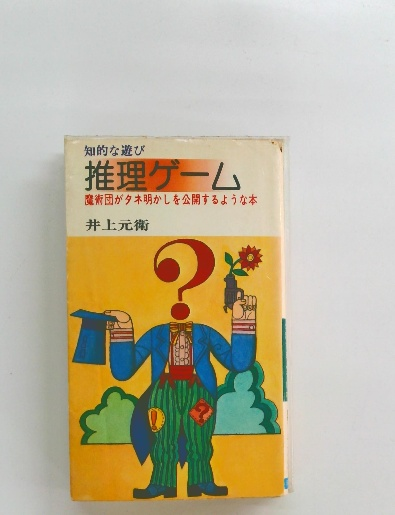 知的な遊び
推理ゲーム
魔術団がタネ明かしを公開するような本
井上元衛
?
!
?